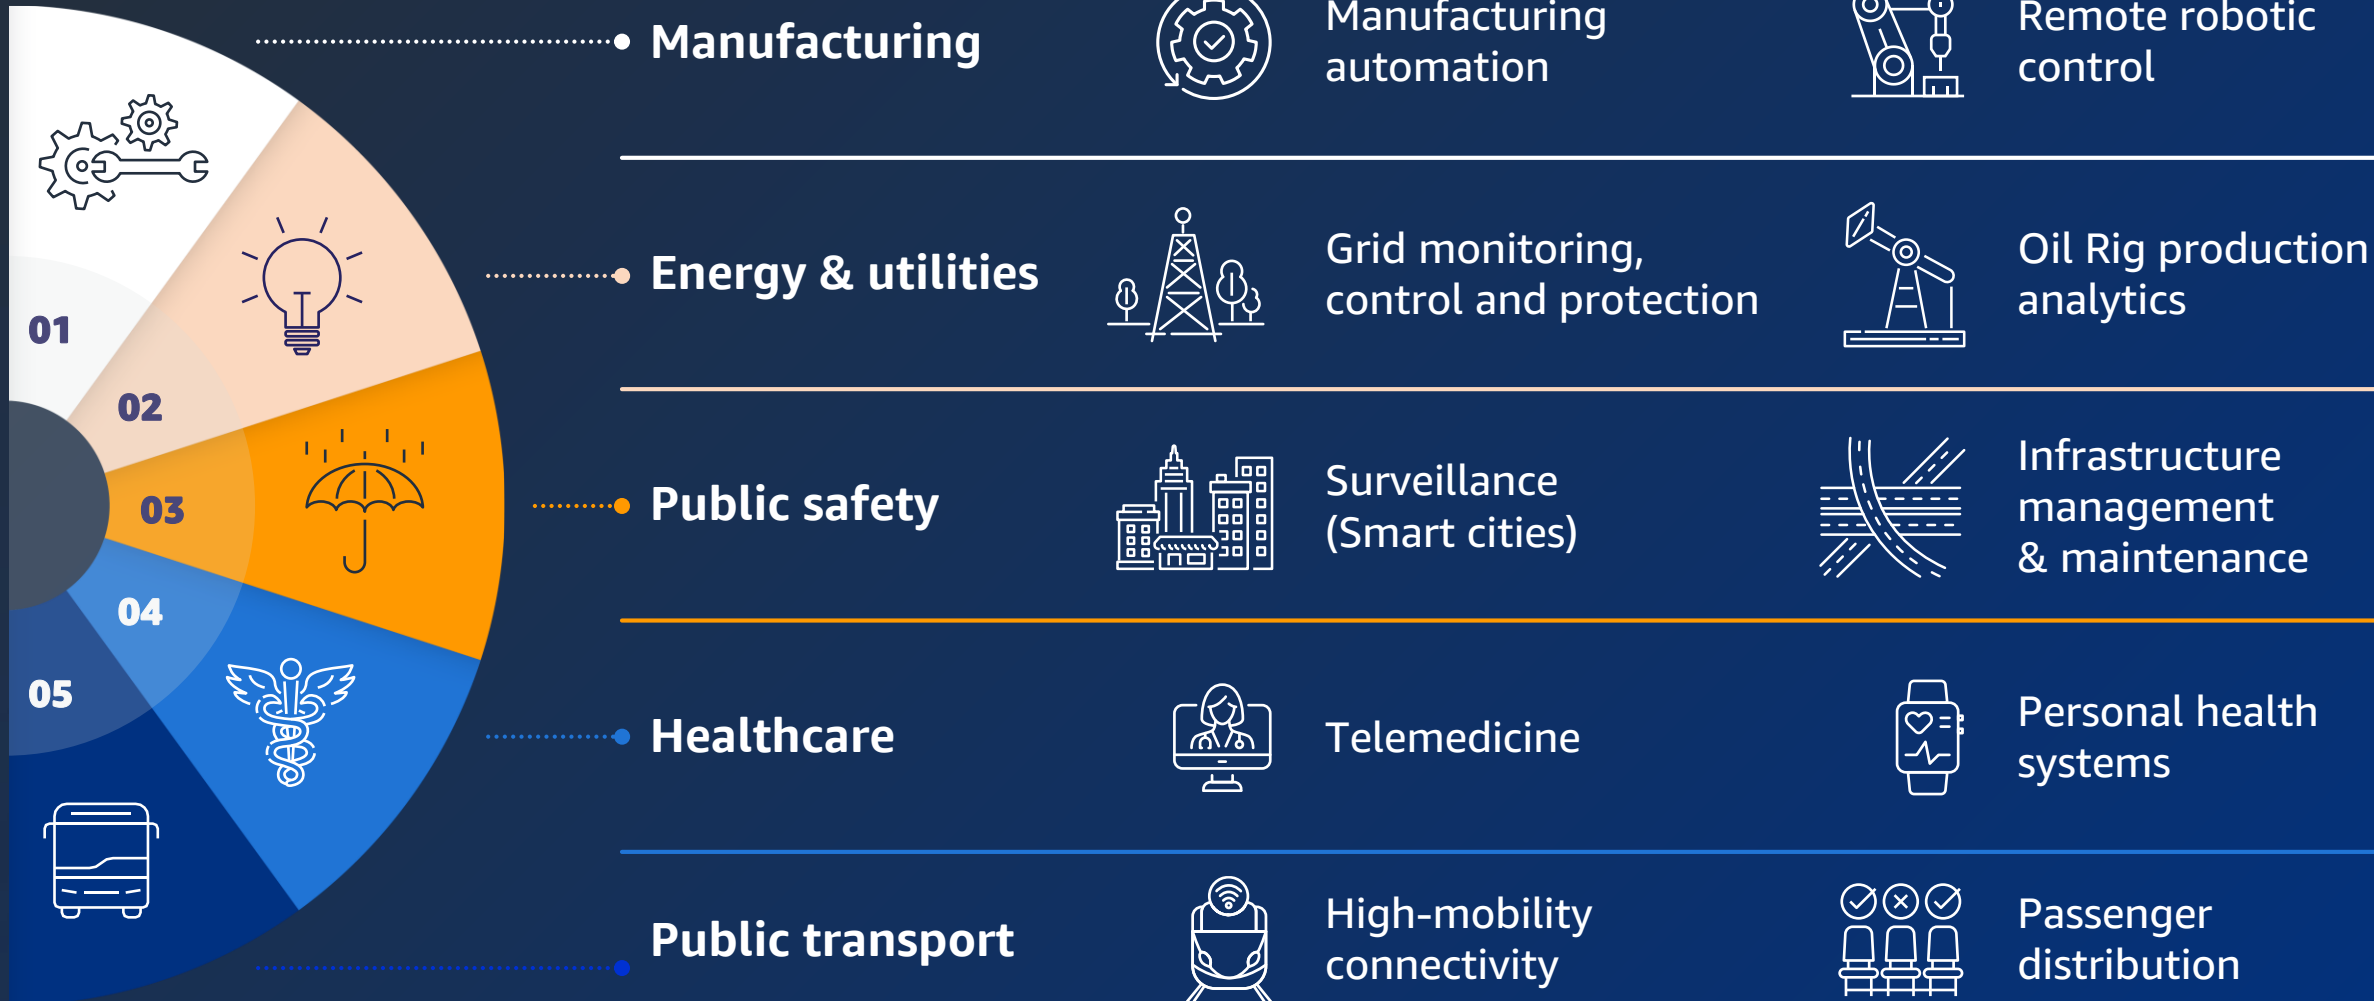 01
02
03
04
05
Manufacturing
Manufacturing
automation
Remote robotic
control
Energy & utilities
Grid monitoring,
control and protection
Oil Rig production
analytics
Public safety
Surveillance
(Smart cities)
Infrastructure
management
& maintenance
Healthcare
Telemedicine
Personal health
systems
Public transport
High-mobility
connectivity
Passenger
distribution